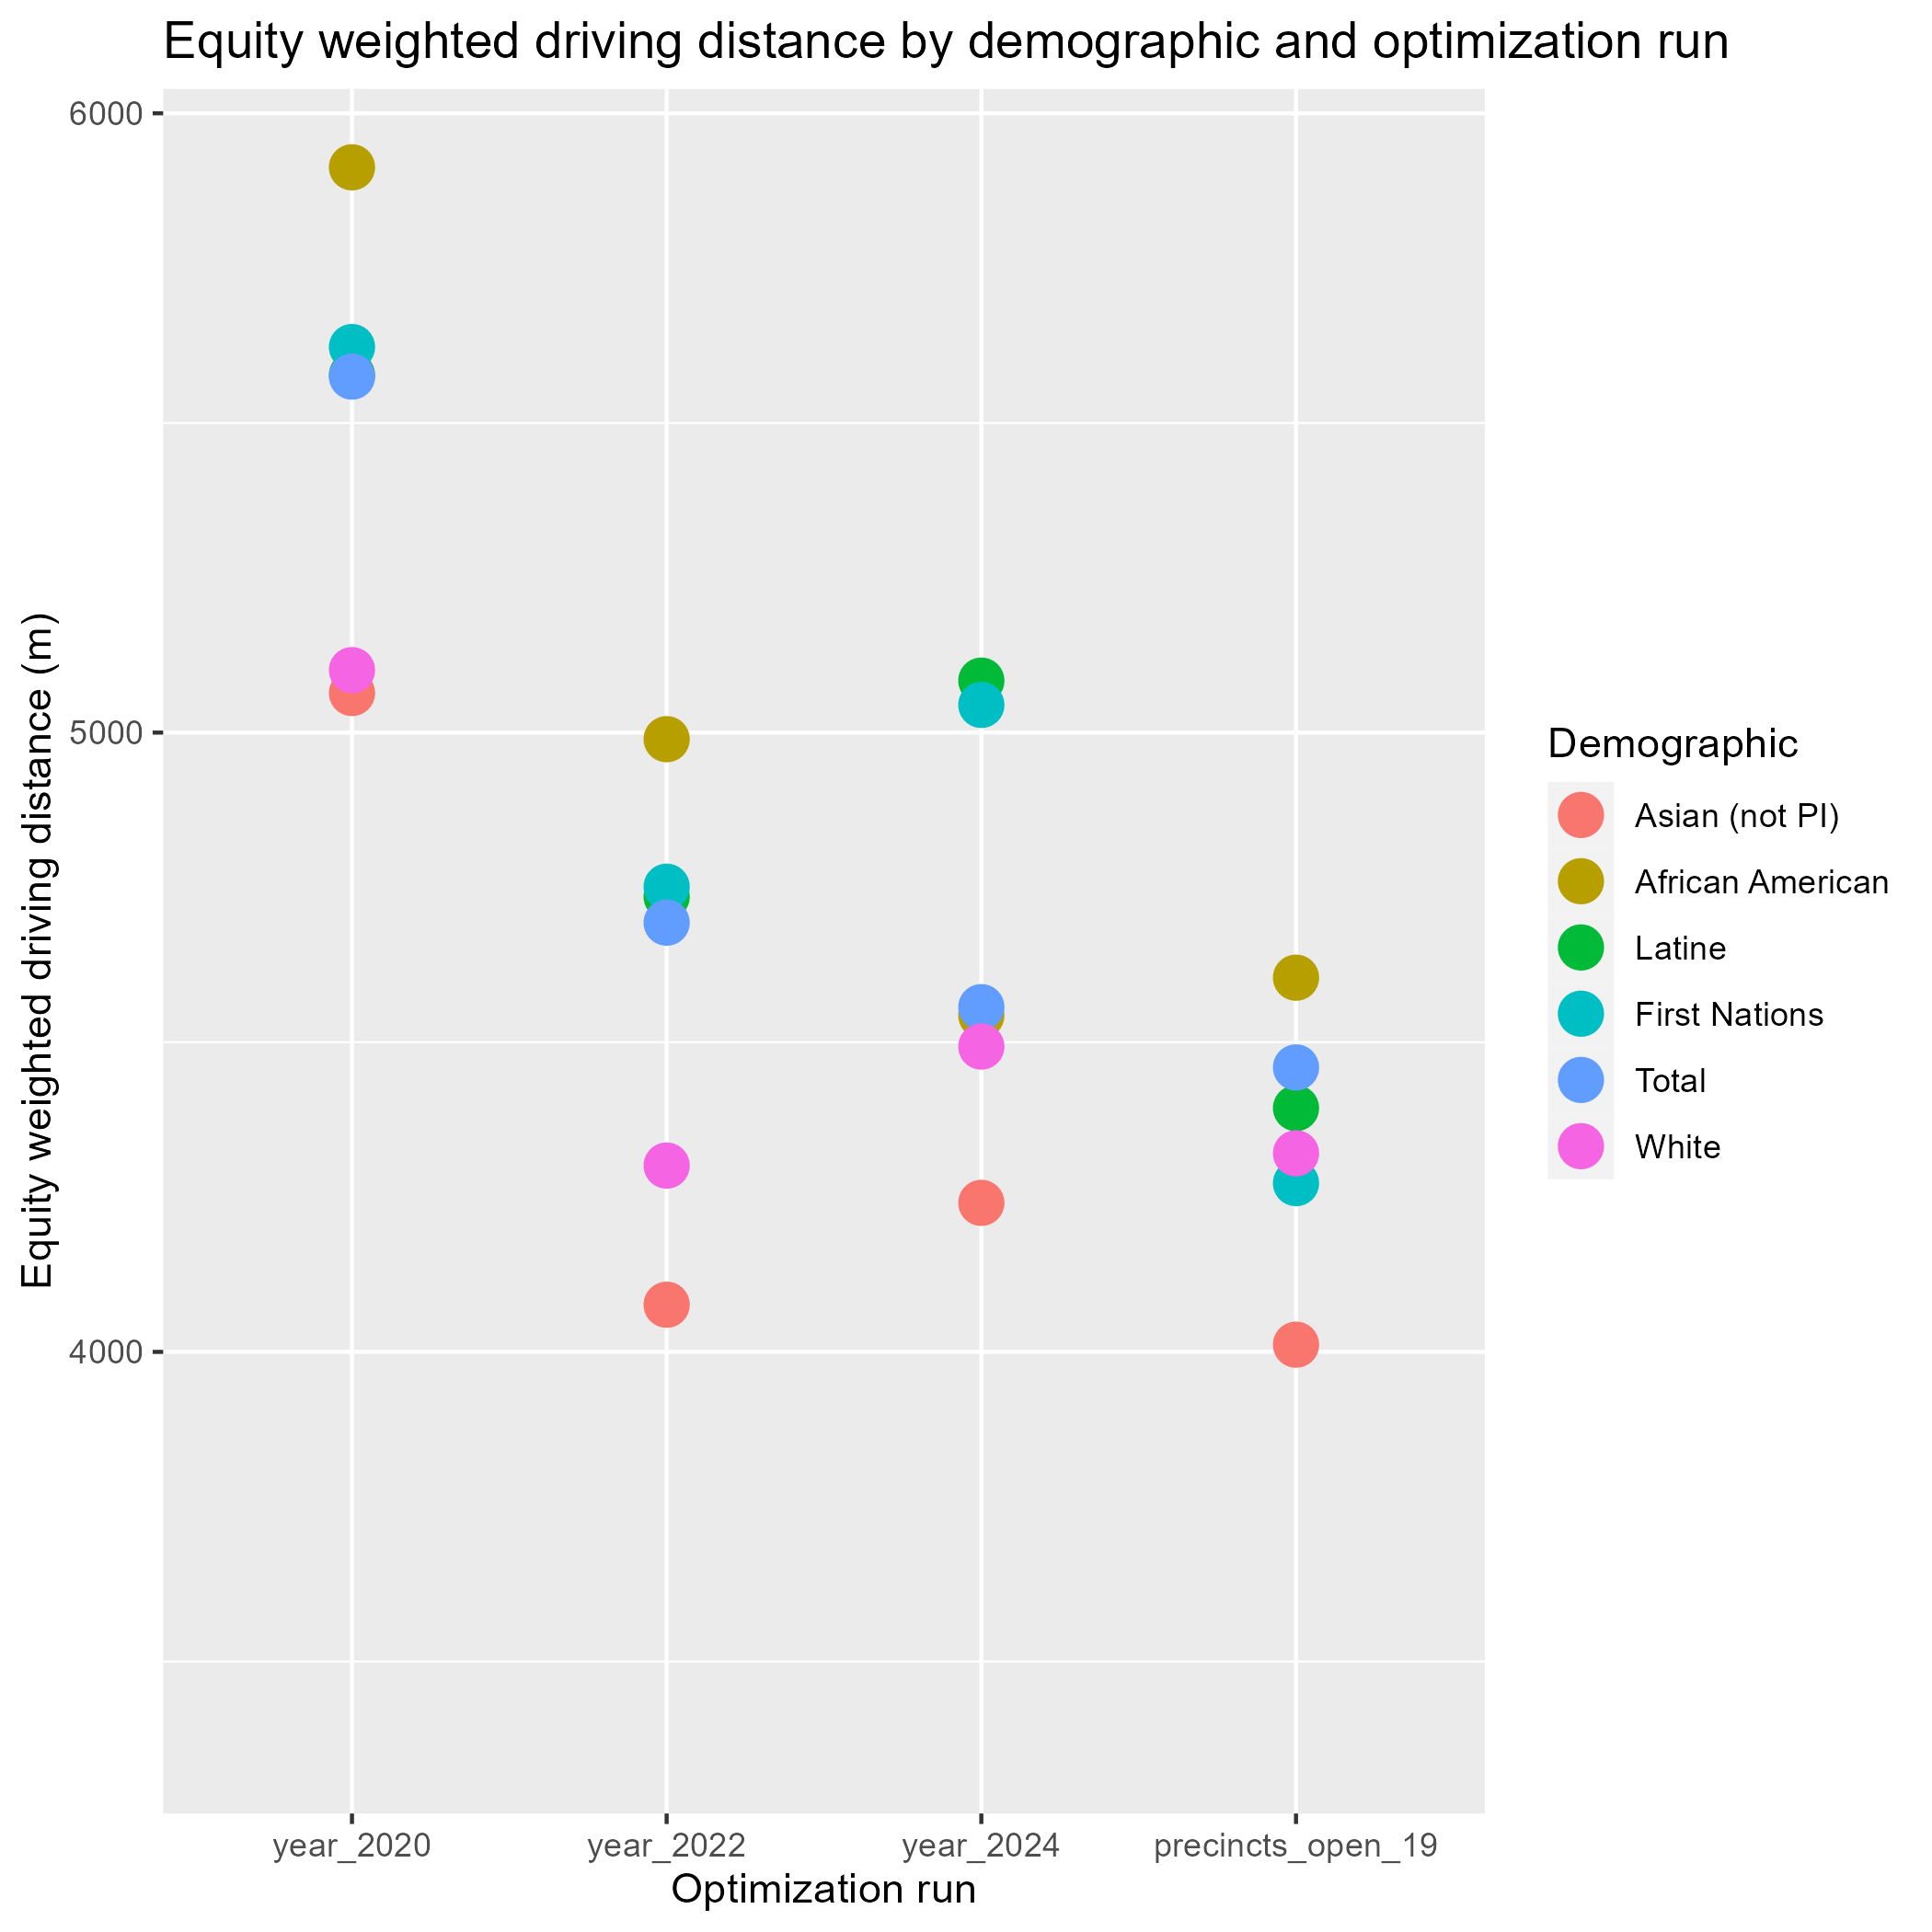 Equity weighted driving distance by demographic and optimization run
Equity weighted driving distance (m)
6000
5000
4000
year_2020
year_2022
year_2024
precincts_open_19
Optimization run
Demographic
Asian (not PI)
African American
Latine
First Nations
Total
White